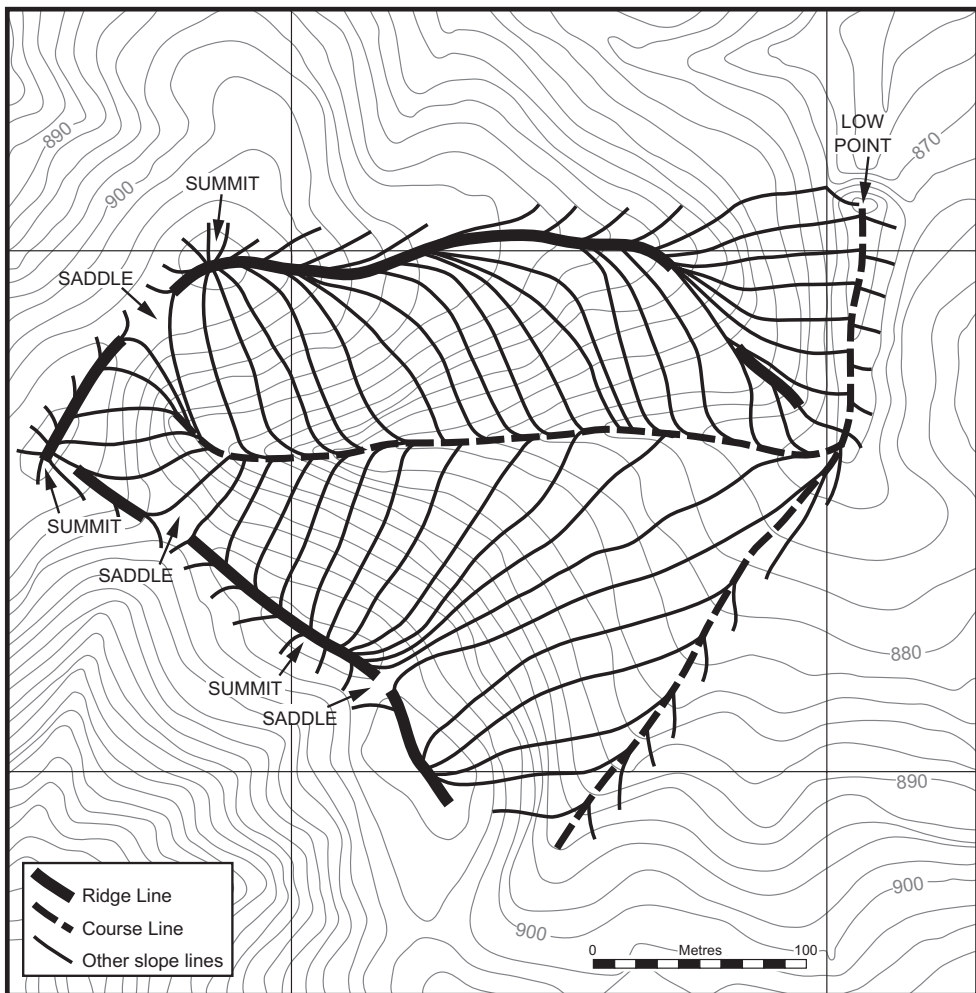 LOW
POINT
870
890
900
SUMMIT
SADDLE
SUMMIT
SADDLE
880
SUMMIT
SADDLE
890
900
900
Ridge Line
Course Line
Other slope lines
0 Metres 100